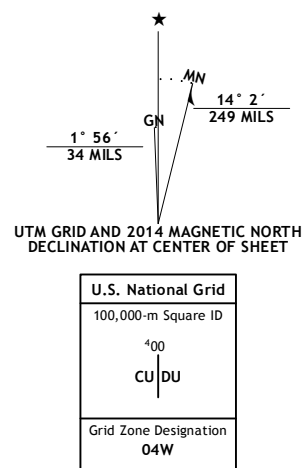 ★
MN
GN
14° 2´
249 MILS
1° 56´
34 MILS
UTM GRID AND 2014 MAGNETIC NORTH
DECLINATION AT CENTER OF SHEET
U.S. National Grid
100,000-m Square ID
⁴00
CU DU
Grid Zone Designation
04W